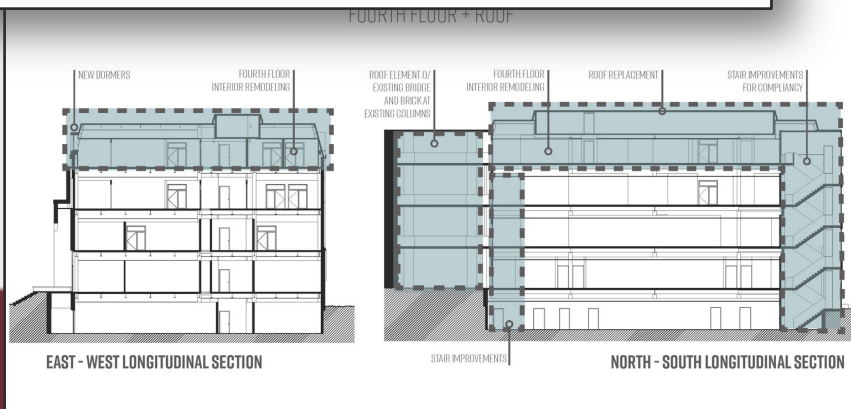 FOURTH FLOOR + ROOF
NEW DORMERS
FOURTH FLOOR
INTERIOR REMODELING
ROOF ELEMENT O/
EXISTING BRIDGE
AND BRICK AT
EXISTING COLUMNS
FOURTH FLOOR
INTERIOR REMODELING
ROOF REPLACEMENT
STAIR IMPROVEMENTS
FOR COMPLIANCY
EAST - WEST LONGITUDINAL SECTION
STAIR IMPROVEMENTS
NORTH - SOUTH LONGITUDINAL SECTION